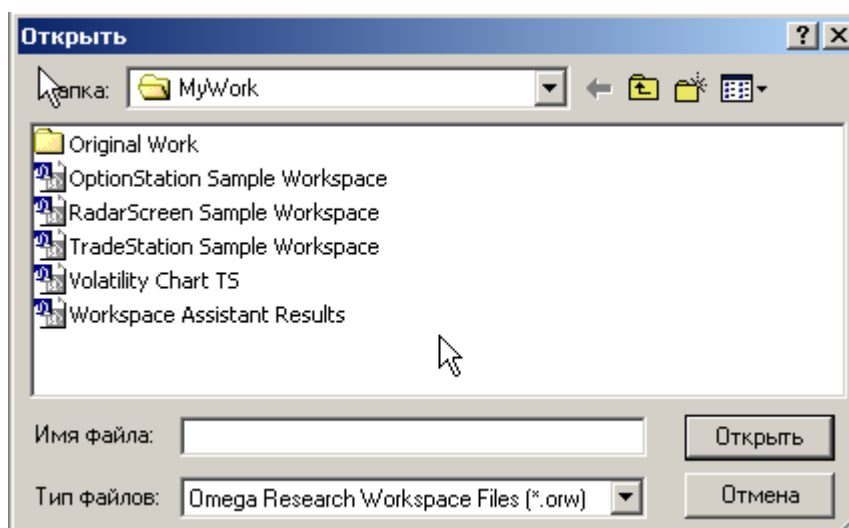 Открыть
апка: MyWork
Original Work
OptionStation Sample Workspace
RadarScreen Sample Workspace
TradeStation Sample Workspace
Volatility Chart TS
Workspace Assistant Results
Имя файла: Открыть
Тип файлов: Omega Research Workspace Files (*.orw) Отмена